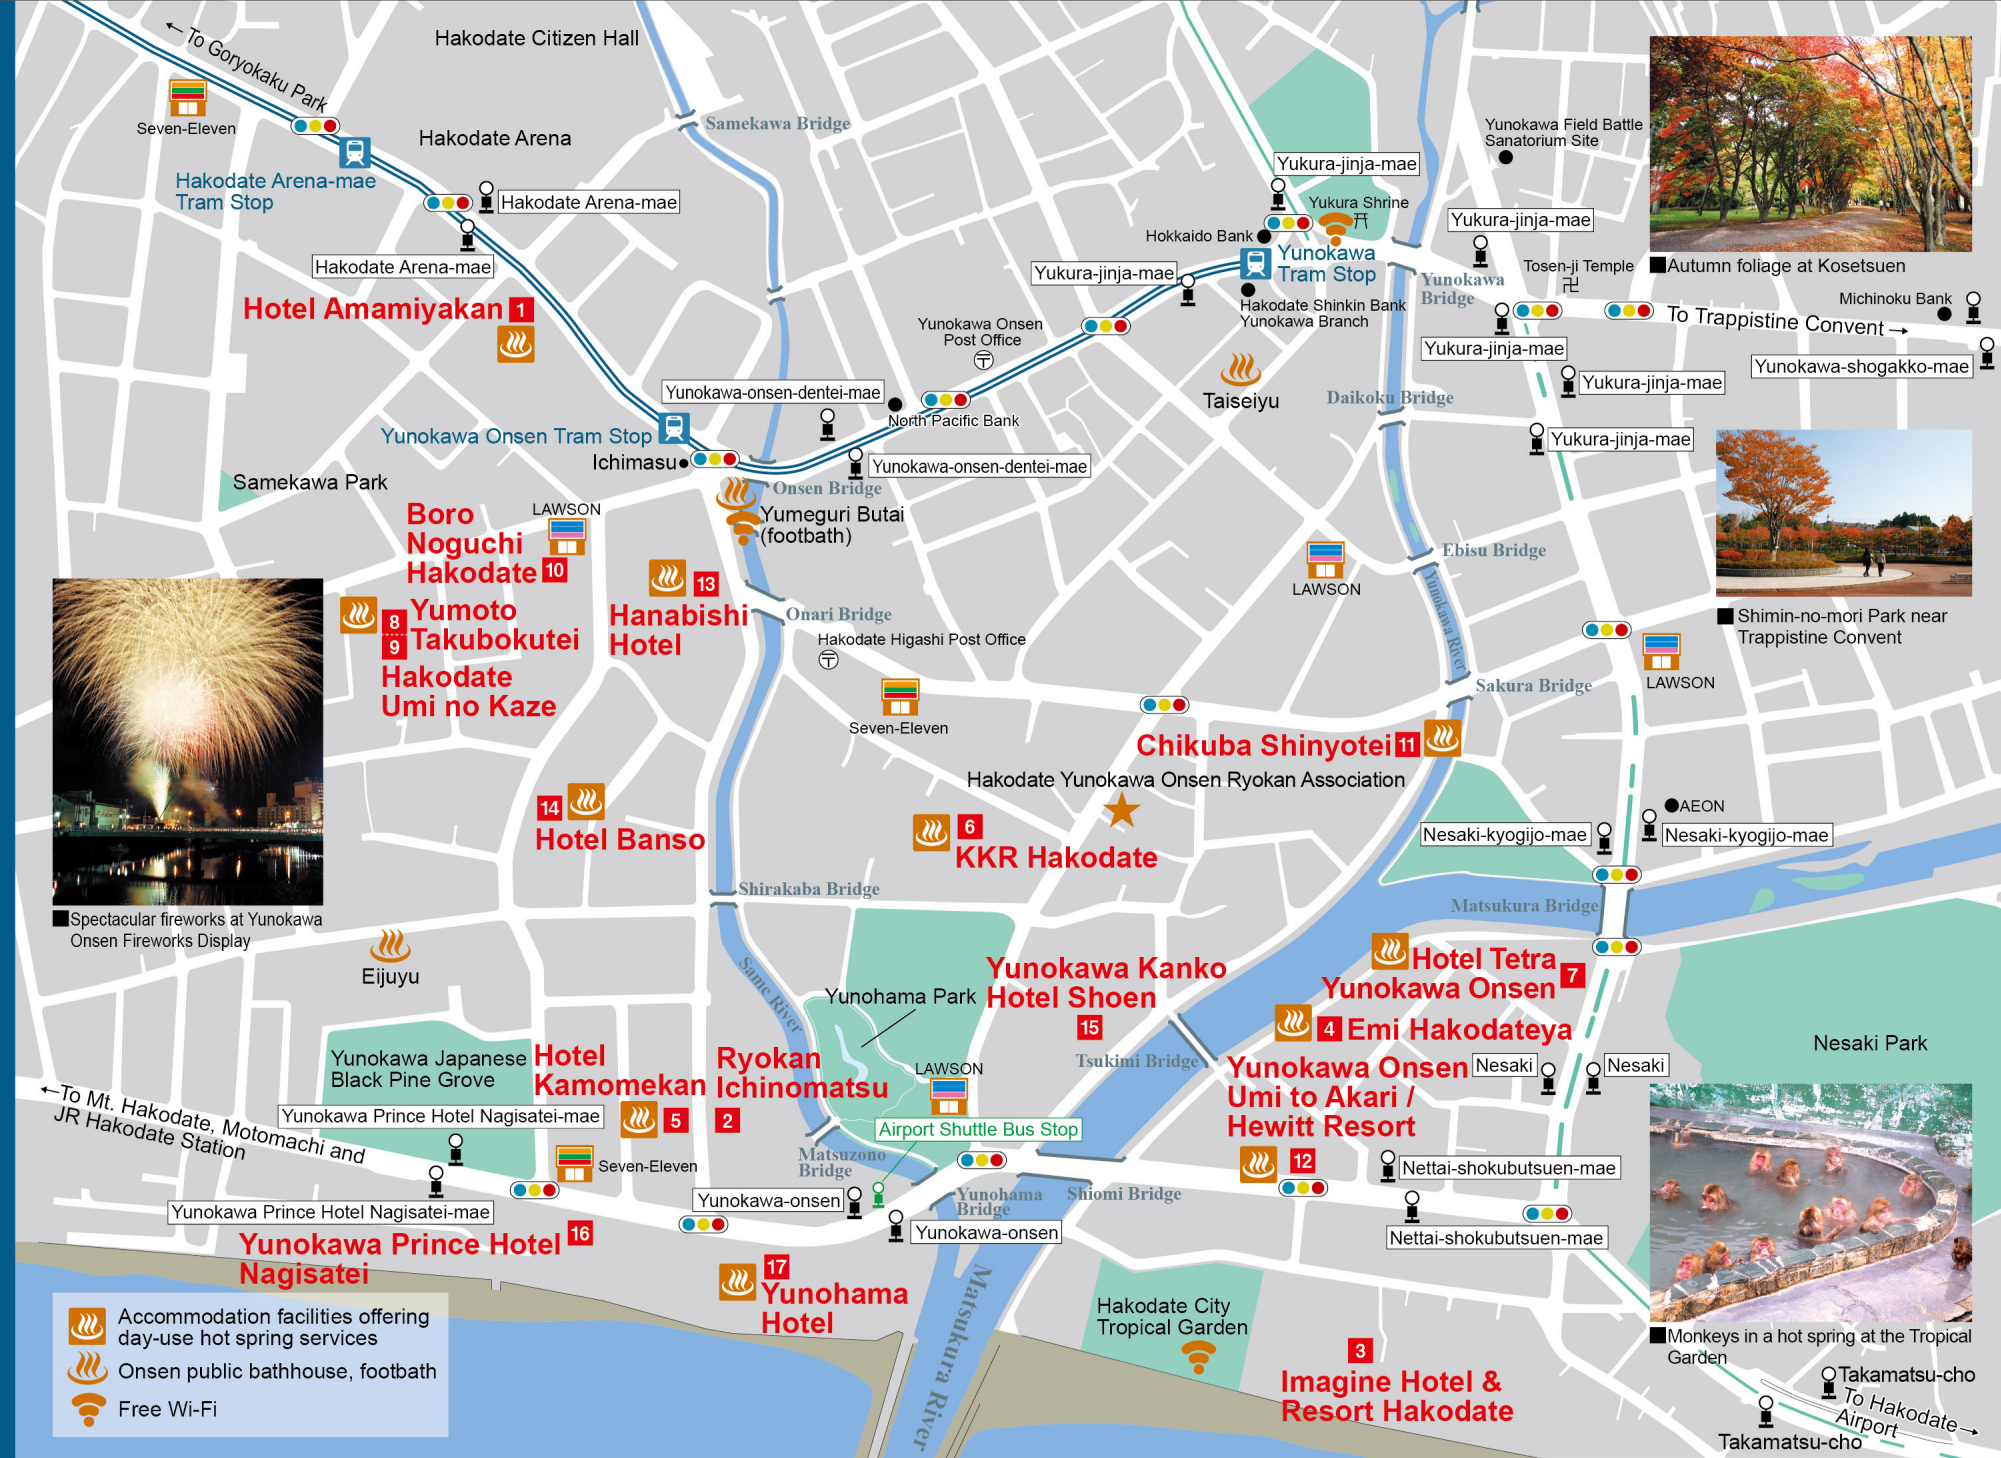 ← To Goryokaku Park
Hakodate Citizen Hall
Seven-Eleven
Hakodate Arena
Samekawa Bridge
Hakodate Arena-mae
Tram Stop
Hakodate Arena-mae
Hakodate Arena-mae
Hotel Amamiyakan 1
Yukura-jinja-mae
Yukura Shrine
Hokkaido Bank
Yunokawa
Tram Stop
Yukura-jinja-mae
Hakodate Shinkin Bank
Yunokawa Branch
Yunokawa Field Battle
Sanatorium Site
Yukura-jinja-mae
Yunokawa
Bridge
Tosen-ji Temple
卍
■Autumn foliage at Kosetsuen
Michinoku Bank
To Trappistine Convent →
Yukura-jinja-mae
Yunokawa-shogakko-mae
Yukura-jinja-mae
Yukura-jinja-mae
Yunokawa Onsen
Post Office
〒
Taiseiyu
Daikoku Bridge
Yunokawa-onsen-dentei-mae
North Pacific Bank
Yunokawa Onsen Tram Stop
Ichimasu
Yunokawa-onsen-dentei-mae
Samekawa Park
Onsen Bridge
Yumeguri Butai
(footbath)
LAWSON
Boro
Noguchi
Hakodate 10
8
9
Yumoto
Takubokutei
Hakodate
Umi no Kaze
13
Hanabishi
Hotel
Onari Bridge
Hakodate Higashi Post Office
〒
Seven-Eleven
LAWSON
Ebisu Bridge
Yunokawa River
Sakura Bridge
LAWSON
■ Shimin-no-mori Park near
Trappistine Convent
Chikuba Shinyotei 11
Hakodate Yunokawa Onsen Ryokan Association
14
Hotel Banso
6
KKR Hakodate
AEON
Nesaki-kyogijo-mae
Nesaki-kyogijo-mae
Matsukura Bridge
■Spectacular fireworks at Yunokawa
Onsen Fireworks Display
Shirakaba Bridge
Eijuyu
Same River
Yunohama Park
Yunokawa Kanko
Hotel Shoen
15
Hotel Tetra
Yunokawa Onsen 7
4 Emi Hakodateya
Tsukimi Bridge
Yunokawa Onsen
Umi to Akari /
Hewitt Resort
12
Nesaki
Nesaki
Nesaki Park
Yunokawa Japanese
Black Pine Grove
Hotel
Kamomekan
5
Ryokan
Ichinomatsu
2
LAWSON
Airport Shuttle Bus Stop
←To Mt. Hakodate, Motomachi and
JR Hakodate Station
Yunokawa Prince Hotel Nagisatei-mae
Seven-Eleven
Matsuzono
Bridge
Yunokawa-onsen
Yunohama
Bridge
Shiomi Bridge
Nettai-shokubutsuen-mae
Yunokawa Prince Hotel Nagisatei-mae
Yunokawa-onsen
Nettai-shokubutsuen-mae
Yunokawa Prince Hotel 16
Nagisatei
17
Yunohama
Hotel
Matsukura River
Hakodate City
Tropical Garden
3
Imagine Hotel &
Resort Hakodate
■Monkeys in a hot spring at the Tropical
Garden
Takamatsu-cho
To Hakodate →
Airport
Takamatsu-cho
Accommodation facilities offering
day-use hot spring services
Onsen public bathhouse, footbath
Free Wi-Fi